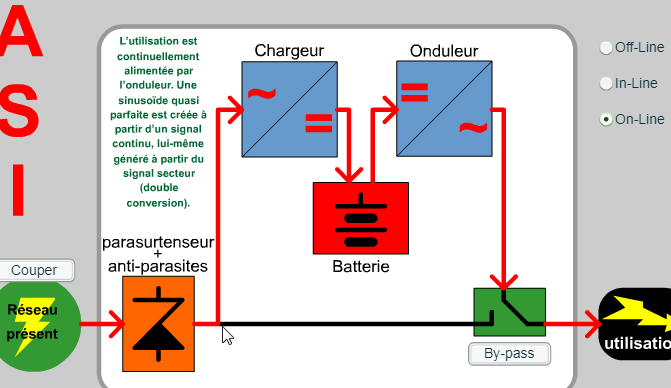 A
S
I
L'utilisation est
continuellement
alimentée par
l'onduleur. Une
sinusoïde quasi
parfaite est créée à
partir d'un signal
continu, lui-même
généré à partir du
signal secteur
(double
conversion).
Chargeur
~
=
Onduleur
=
~
Off-Line
In-Line
On-Line
Batterie
parasurtenseur
+
anti-parasites
Couper
Réseau
présent
By-pass